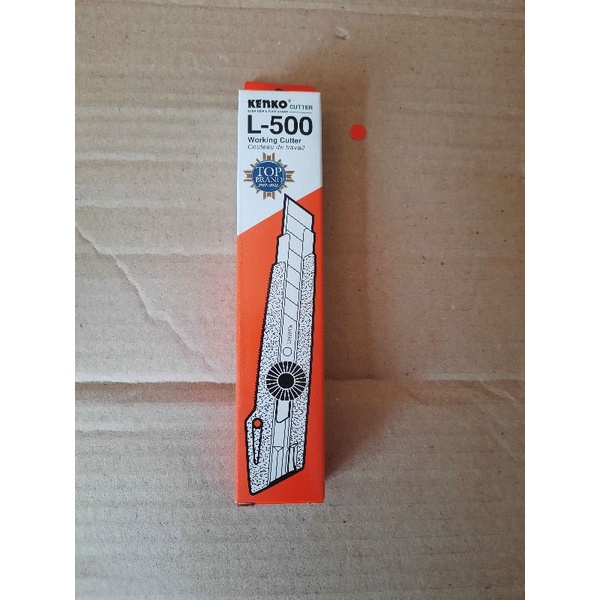 KENKO® CUTTER
L-500
Working Cutter
Couteau de travail
TOP
BRAND